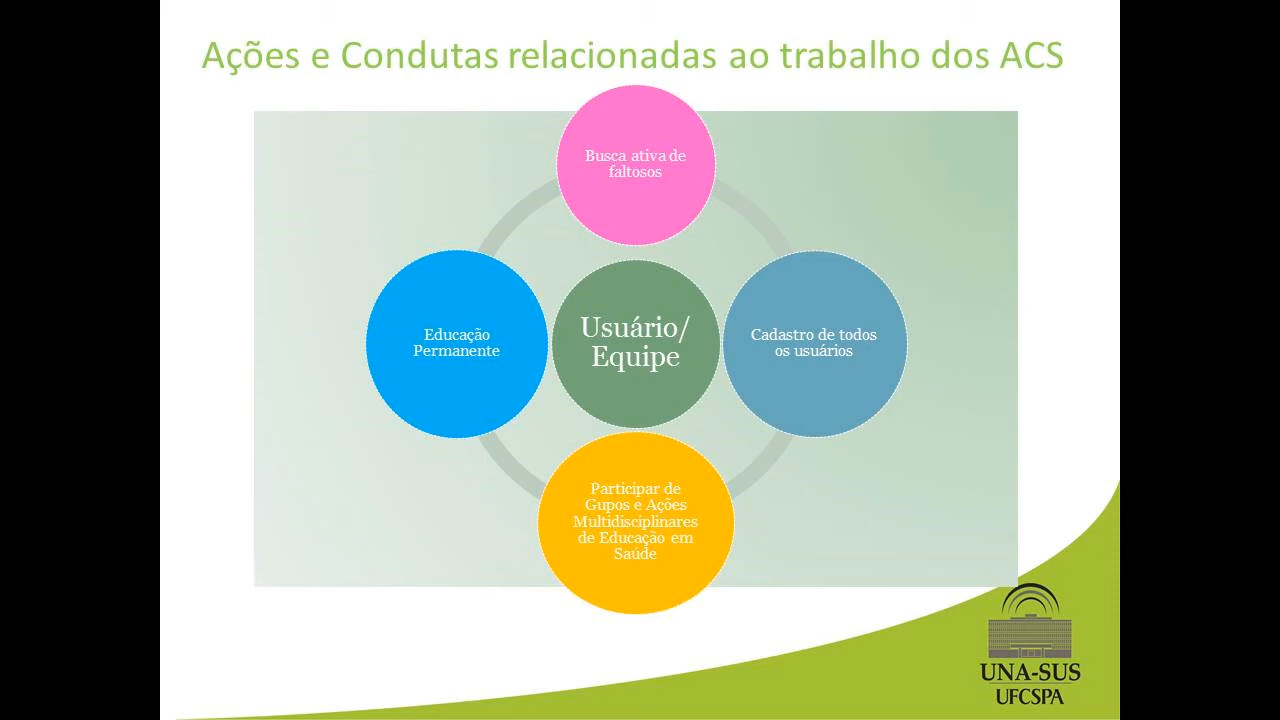 Ações e Condutas relacionadas ao trabalho dos ACS
Busca ativa de
faltosos
Educação
Permanente
Usuário/
Equipe
Cadastro de todos
os usuários
Participar de
Gupos e Ações
Multidisciplinares
de Educação em
Saúde
UNA-SUS
UFCSPA